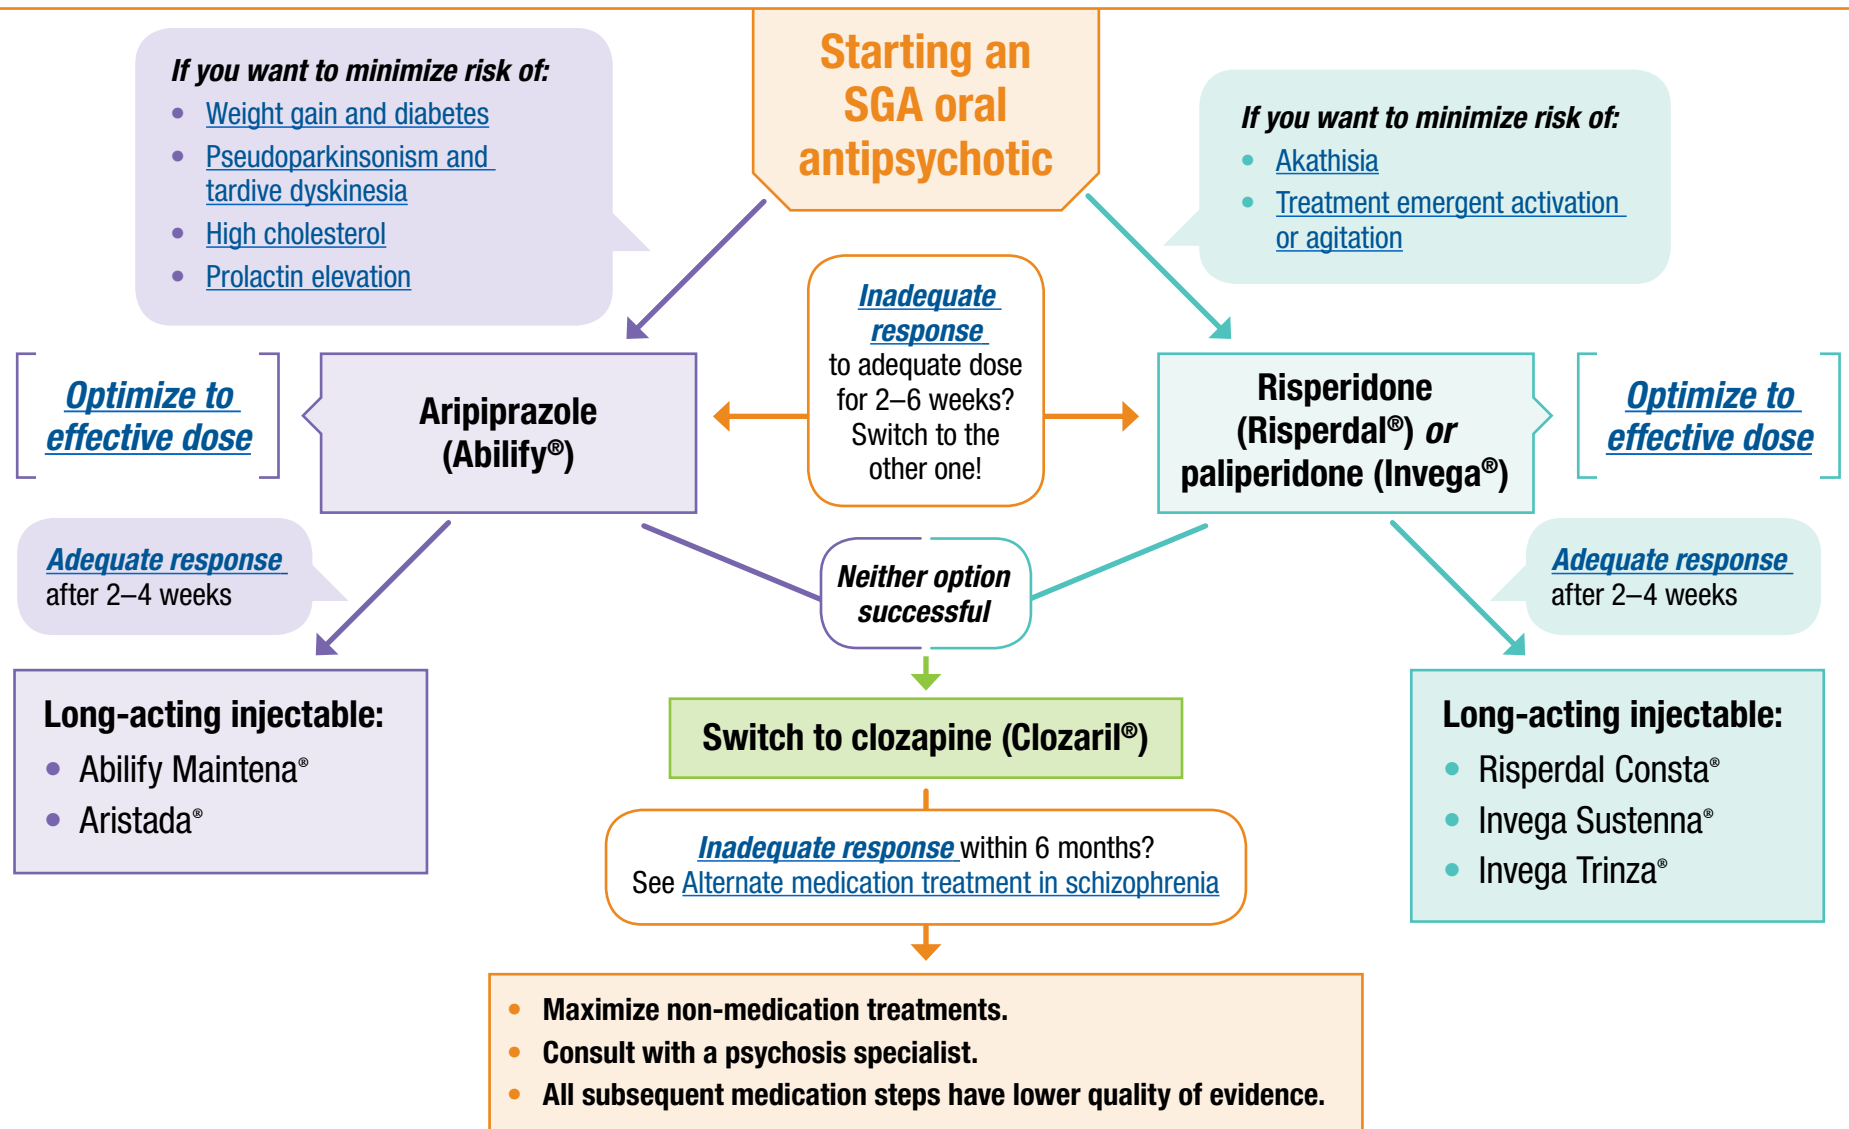 Starting an
SGA oral
antipsychotic
If you want to minimize risk of:
• Weight gain and diabetes
• Pseudoparkinsonism and
tardive dyskinesia
• High cholesterol
• Prolactin elevation
If you want to minimize risk of:
• Akathisia
• Treatment emergent activation
or agitation
Inadequate
response
to adequate dose
for 2–6 weeks?
Switch to the
other one!
Optimize to
effective dose
Aripiprazole
(Abilify®)
Risperidone
(Risperdal®) or
paliperidone (Invega®)
Optimize to
effective dose
Adequate response
after 2–4 weeks
Neither option
successful
Adequate response
after 2–4 weeks
Long-acting injectable:
• Abilify Maintena®
• Aristada®
Switch to clozapine (Clozaril®)
Long-acting injectable:
• Risperdal Consta®
• Invega Sustenna®
• Invega Trinza®
Inadequate response within 6 months?
See Alternate medication treatment in schizophrenia
• Maximize non-medication treatments.
• Consult with a psychosis specialist.
• All subsequent medication steps have lower quality of evidence.